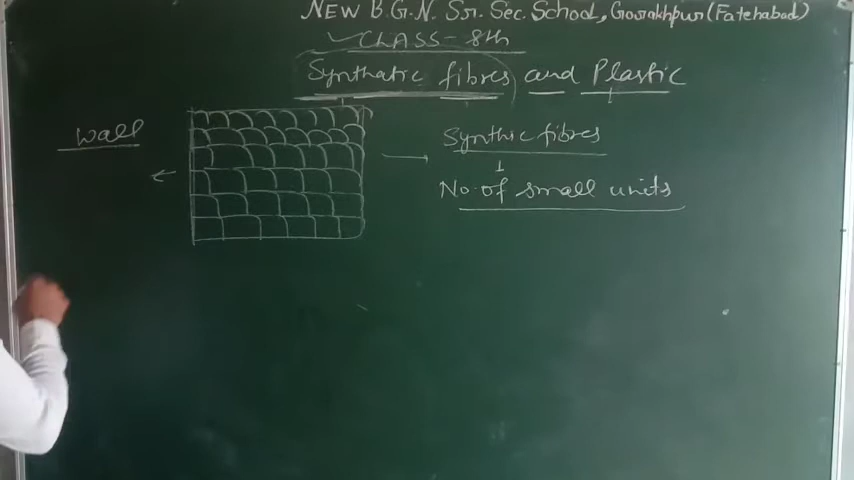 NEW B.G.N. Sr. Sec. School, Gorakhpur (Fatehabad)
CLASS - 8th
Synthatic fibres and Plastic
Wall
Synthic fibres
No. of small units